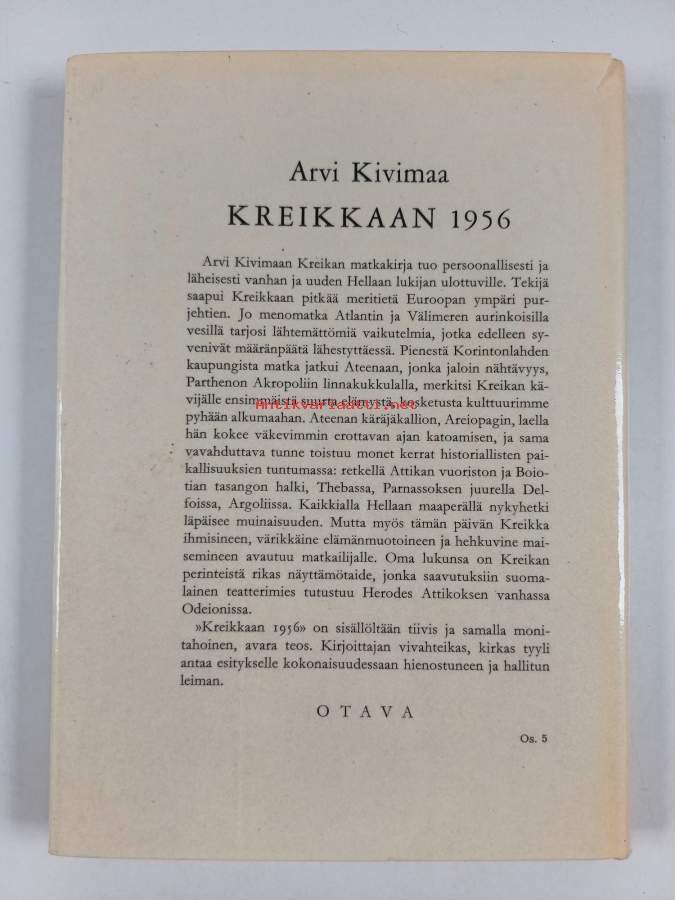 Arvi Kivimaa
KREIKKAAN 1956
Arvi Kivimaan Kreikan matkakirja tuo persoonallisesti ja
läheisesti vanhan ja uuden Hellaan lukijan ulottuville. Tekijä
saapui Kreikkaan pitkää meritietä Euroopan ympäri pur-
jehtien. Jo menomatka Atlantin ja Välimeren aurinkoisilla
vesillä tarjosi lähtemättömiä vaikutelmia, jotka edelleen sy-
venivät määränpäätä lähestyttäessä. Pienestä Korintonlahden
kaupungista matka jatkui Ateenaan, jonka jaloin nähtävyys,
Parthenon Akropoliin linnakukkulalla, merkitsi Kreikan kä-
vijälle ensimmäistä suurta elämystä, kosketusta kulttuurimme
antikvariaatti.net
pyhään alkumaahan. Ateenan käräjäkallion, Areiopagin, laella
hän kokee väkevimmin erottavan ajan katoamisen, ja sama
vavahduttava tunne toistuu monet kerrat historiallisten pai-
kallisuuksien tuntumassa: retkellä Attikan vuoriston ja Boio-
tian tasangon halki, Thebassa, Parnassoksen juurella Del-
foissa, Argoliissa. Kaikkialla Hellaan maaperällä nykyhetki
läpäisee muinaisuuden. Mutta myös tämän päivän Kreikka
ihmisineen, värikkäine elämänmuotoineen ja hehkuvine mai-
semineen avautuu matkailijalle. Oma lukunsa on Kreikan
perinteistä rikas näyttämötaide, jonka saavutuksiin suoma-
lainen teatterimies tutustuu Herodes Attikoksen vanhassa
Odeionissa.
»Kreikkaan 1956» on sisällöltään tiivis ja samalla moni-
tahoinen, avara teos. Kirjoittajan vivahteikas, kirkas tyyli
antaa esitykselle kokonaisuudessaan hienostuneen ja hallitun
leiman.
OTAVA
Os. 5